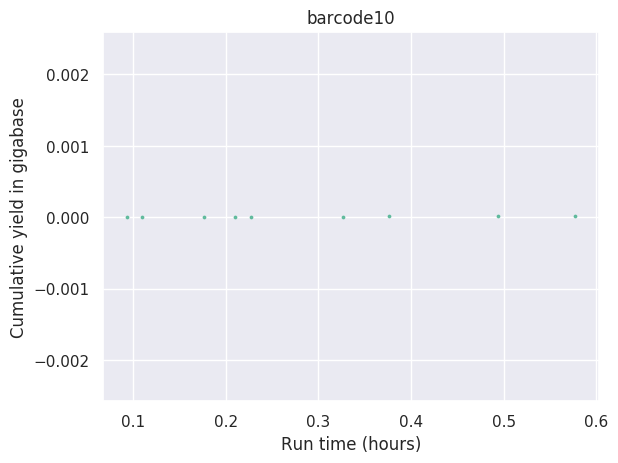 barcode10
Cumulative yield in gigabase
0.002
0.001
0.000
−0.001
−0.002
0.1 0.2 0.3 0.4 0.5 0.6
Run time (hours)